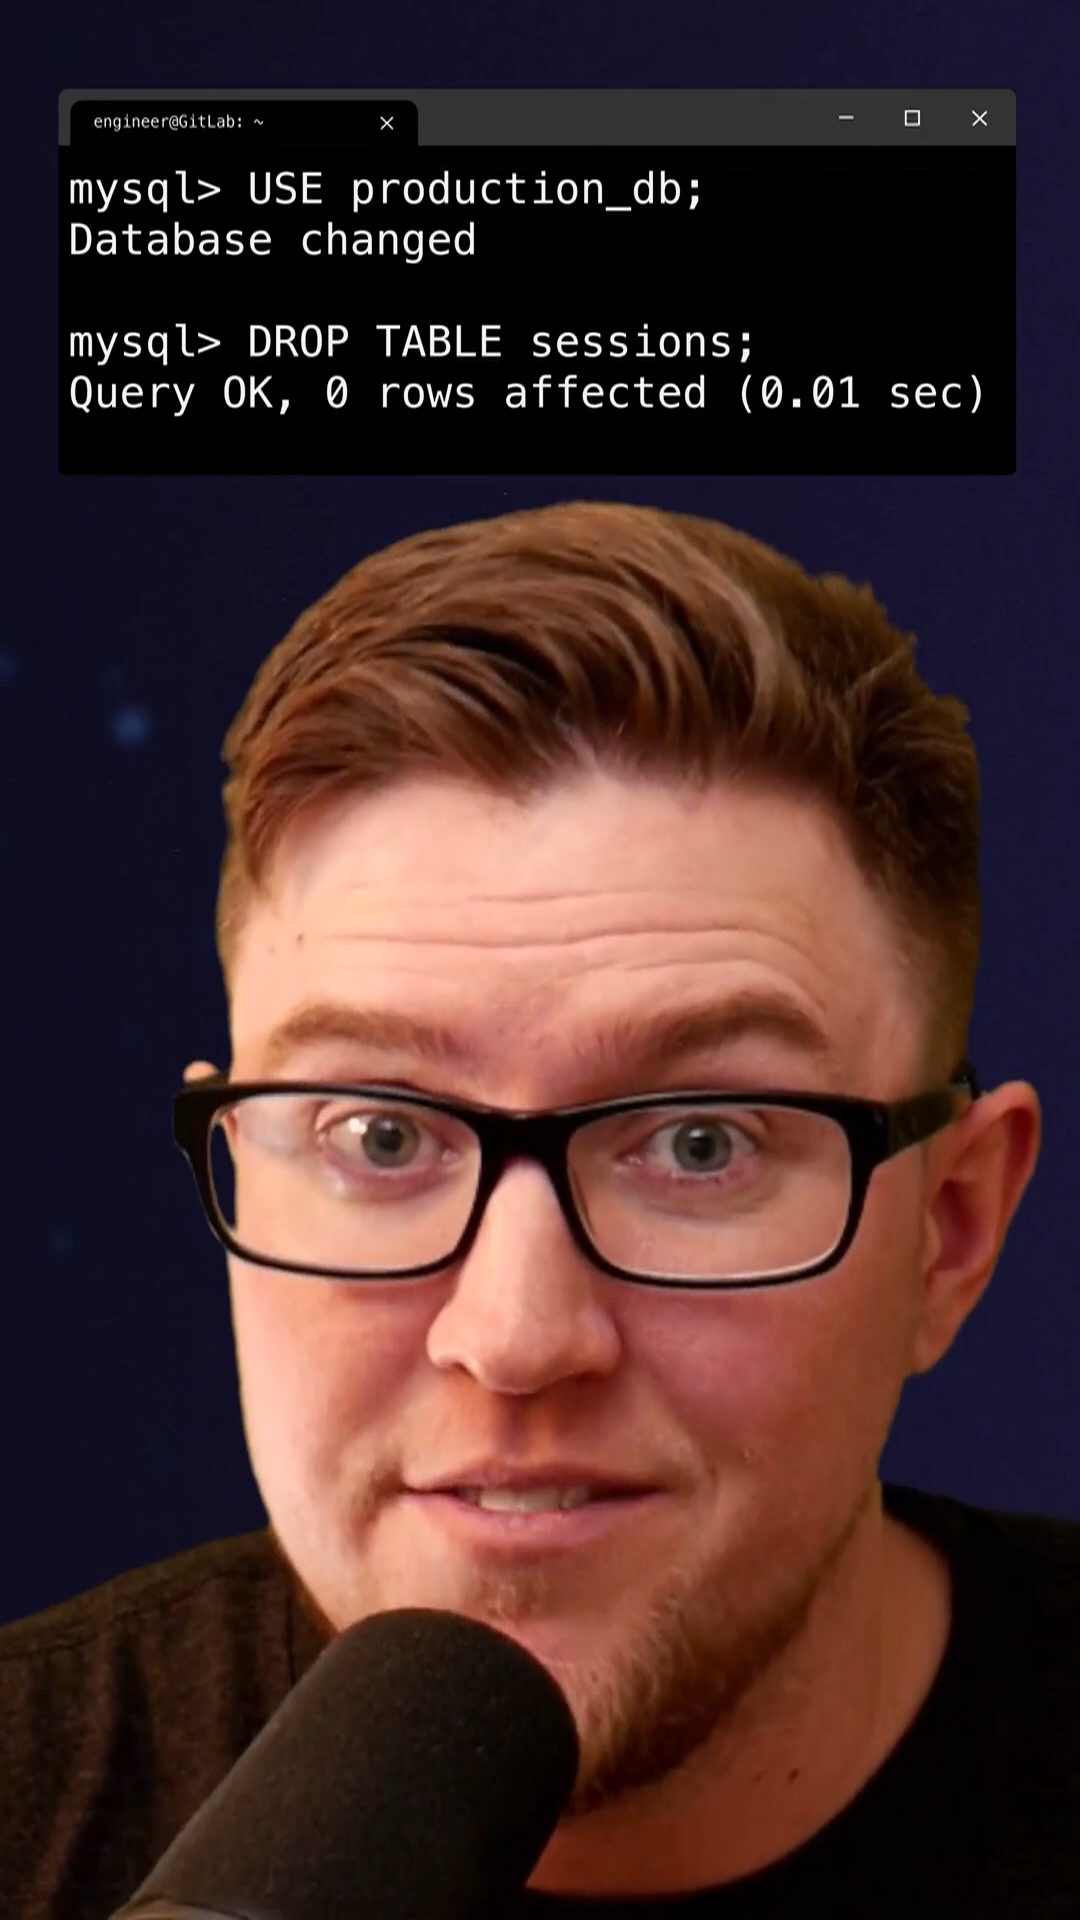 engineer@GitLab: ~
mysql> USE production_db;
Database changed
mysql> DROP TABLE sessions;
Query OK, 0 rows affected (0.01 sec)